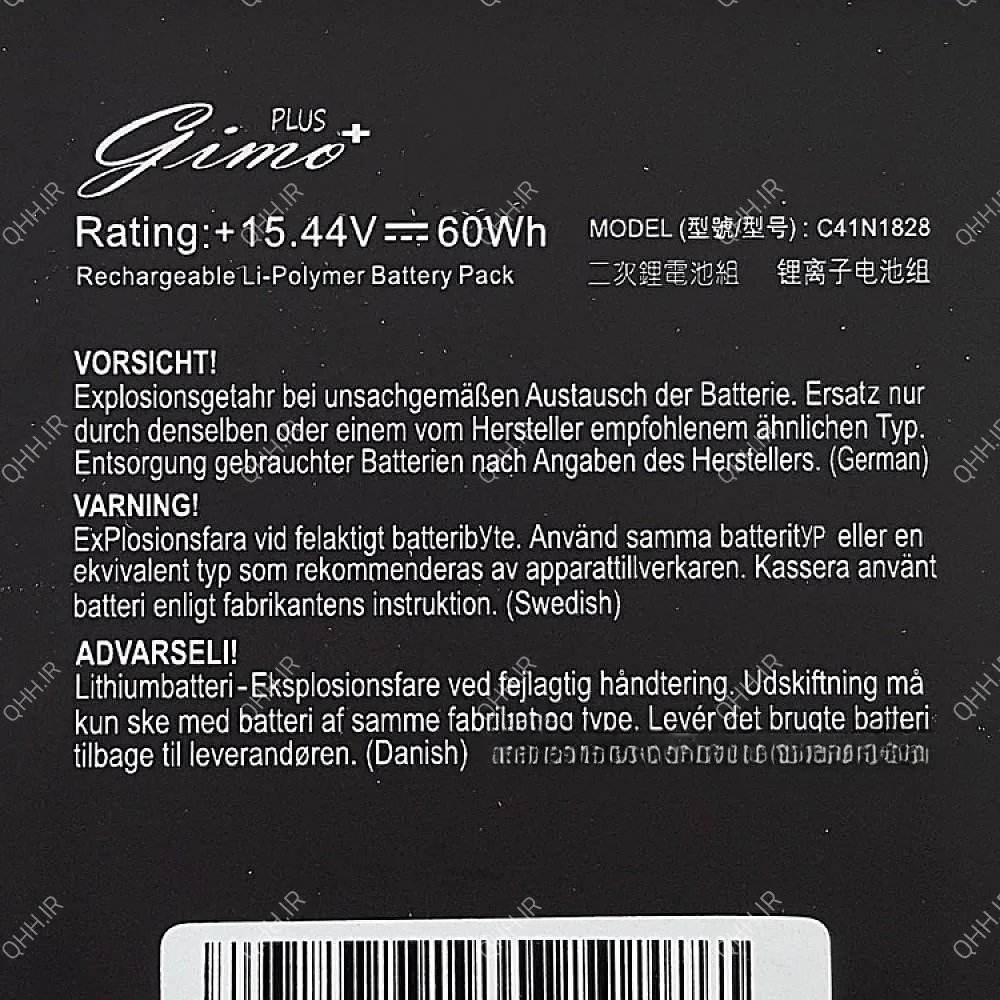 PLUS
Gimo+
Rating:+15.44V⎓60Wh
MODEL (型號/型号) : C41N1828
Rechargeable Li-Polymer Battery Pack
二次鋰電池組 锂离子电池组
VORSICHT!
Explosionsgetahr bei unsachgemäßen Austausch der Batterie. Ersatz nur
durch denselben oder einem vom Hersteller empfohlenem ähnlichen Typ.
Entsorgung gebrauchter Batterien nach Angaben des Herstellers. (German)
VARNING!
ExPlosionsfara vid felaktigt batteribyte. Använd samma batterityP eller en
ekvivalent typ som rekommenderas av apparattillverkaren. Kassera använt
batteri enligt fabrikantens instruktion. (Swedish)
ADVARSELI!
Lithiumbatteri-Eksplosionsfare ved fejlagtig håndtering. Udskiftning må
kun ske med batteri af samme type. Levér det brugte batteri
tilbage til leverandøren. (Danish)
QHH.IR